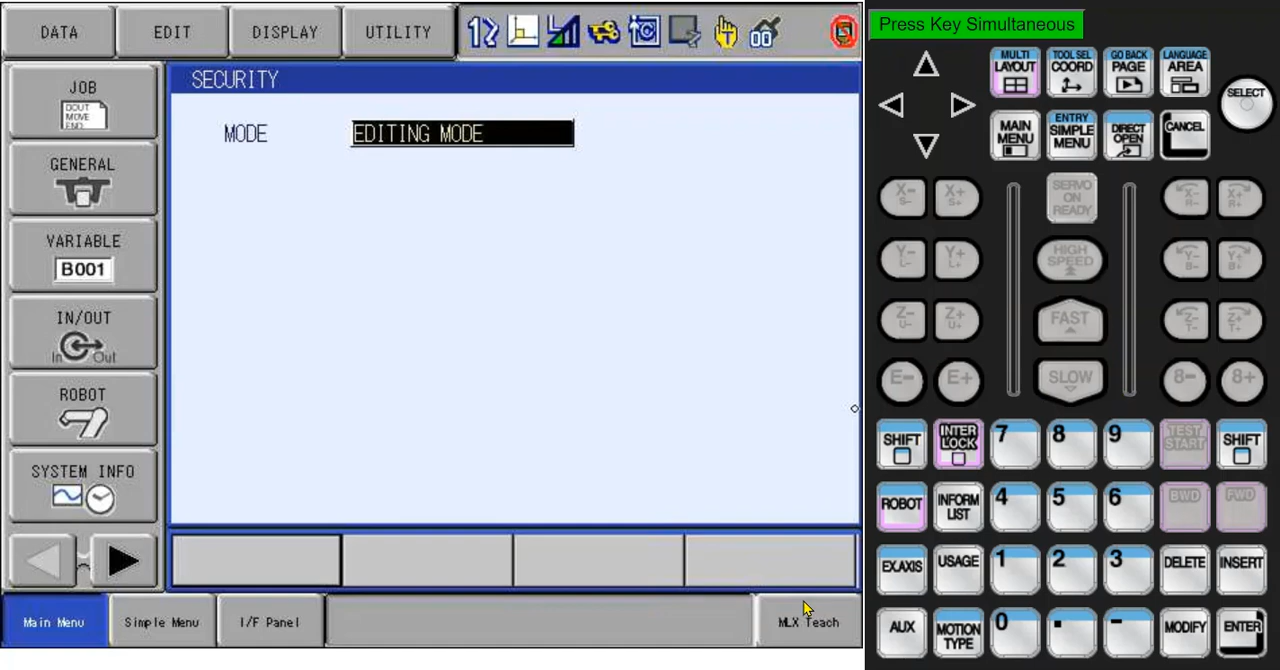 DATA
EDIT
DISPLAY
UTILITY
SECURITY
MODE
EDITING MODE
JOB
DOUT
MOVE
END
GENERAL
VARIABLE
B001
IN/OUT
In
Out
ROBOT
SYSTEM INFO
Main Menu
Simple Menu
I/F Panel
MLX Teach
Press Key Simultaneous
MULTI
LAYOUT
TOOL SEL
COORD
GO BACK
PAGE
LANGUAGE
AREA
SELECT
MAIN
MENU
ENTRY
SIMPLE
MENU
DIRECT
OPEN
CANCEL
X-
S-
X+
S+
SERVO
ON
READY
X-
R-
X+
R+
Y-
L-
Y+
L+
HIGH
SPEED
Y-
B-
Y+
B+
Z-
U-
Z+
U+
FAST
Z-
T-
Z+
T+
E-
E+
SLOW
8-
8+
SHIFT
INTER
LOCK
7
8
9
TEST
START
SHIFT
ROBOT
INFORM
LIST
4
5
6
BWD
FWD
EX.AXIS
USAGE
1
2
3
DELETE
INSERT
AUX
MOTION
TYPE
0
.
-
MODIFY
ENTER